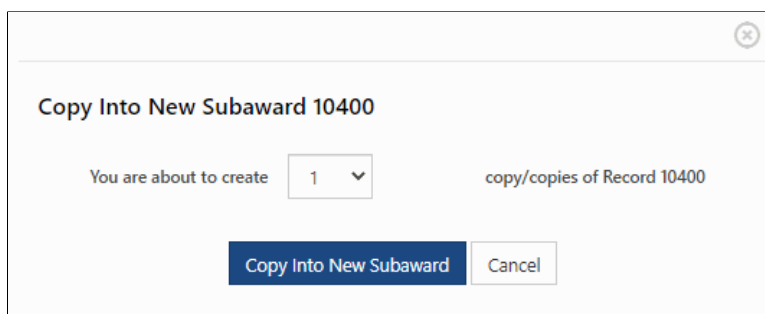 Copy Into New Subaward 10400
You are about to create 1 copy/copies of Record 10400
Copy Into New Subaward Cancel